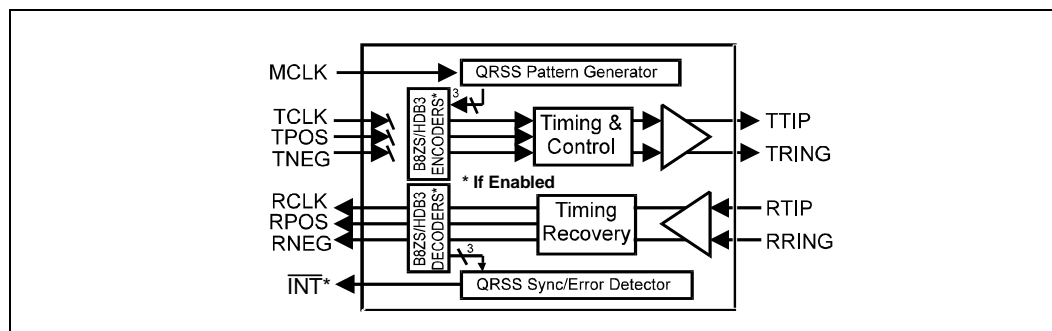 MCLK
QRSS Pattern Generator
3
TCLK
TPOS
TNEG
B8ZS/HDB3
ENCODERS*
Timing &
Control
TTIP
TRING
* If Enabled
RCLK
RPOS
RNEG
B8ZS/HDB3
DECODERS*
Timing
Recovery
RTIP
RRING
3
INT*
QRSS Sync/Error Detector